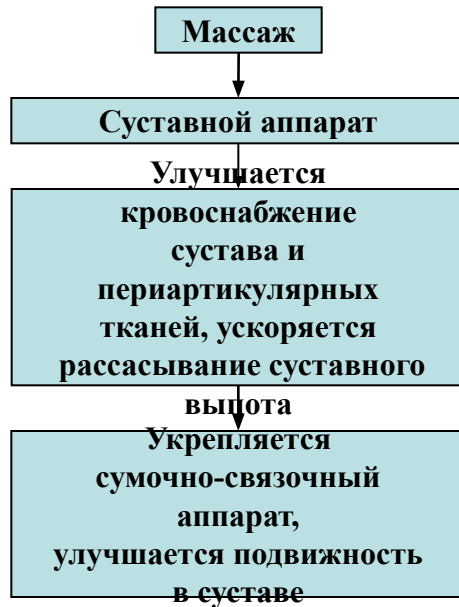 Массаж
Суставной аппарат
Улучшается
кровоснабжение
сустава и
периартикулярных
тканей, ускоряется
рассасывание суставного
выпота
Укрепляется
сумочно-связочный
аппарат,
улучшается подвижность
в суставе